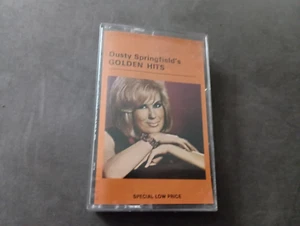 Dusty Springfield's
GOLDEN HITS
SPECIAL LOW PRICE